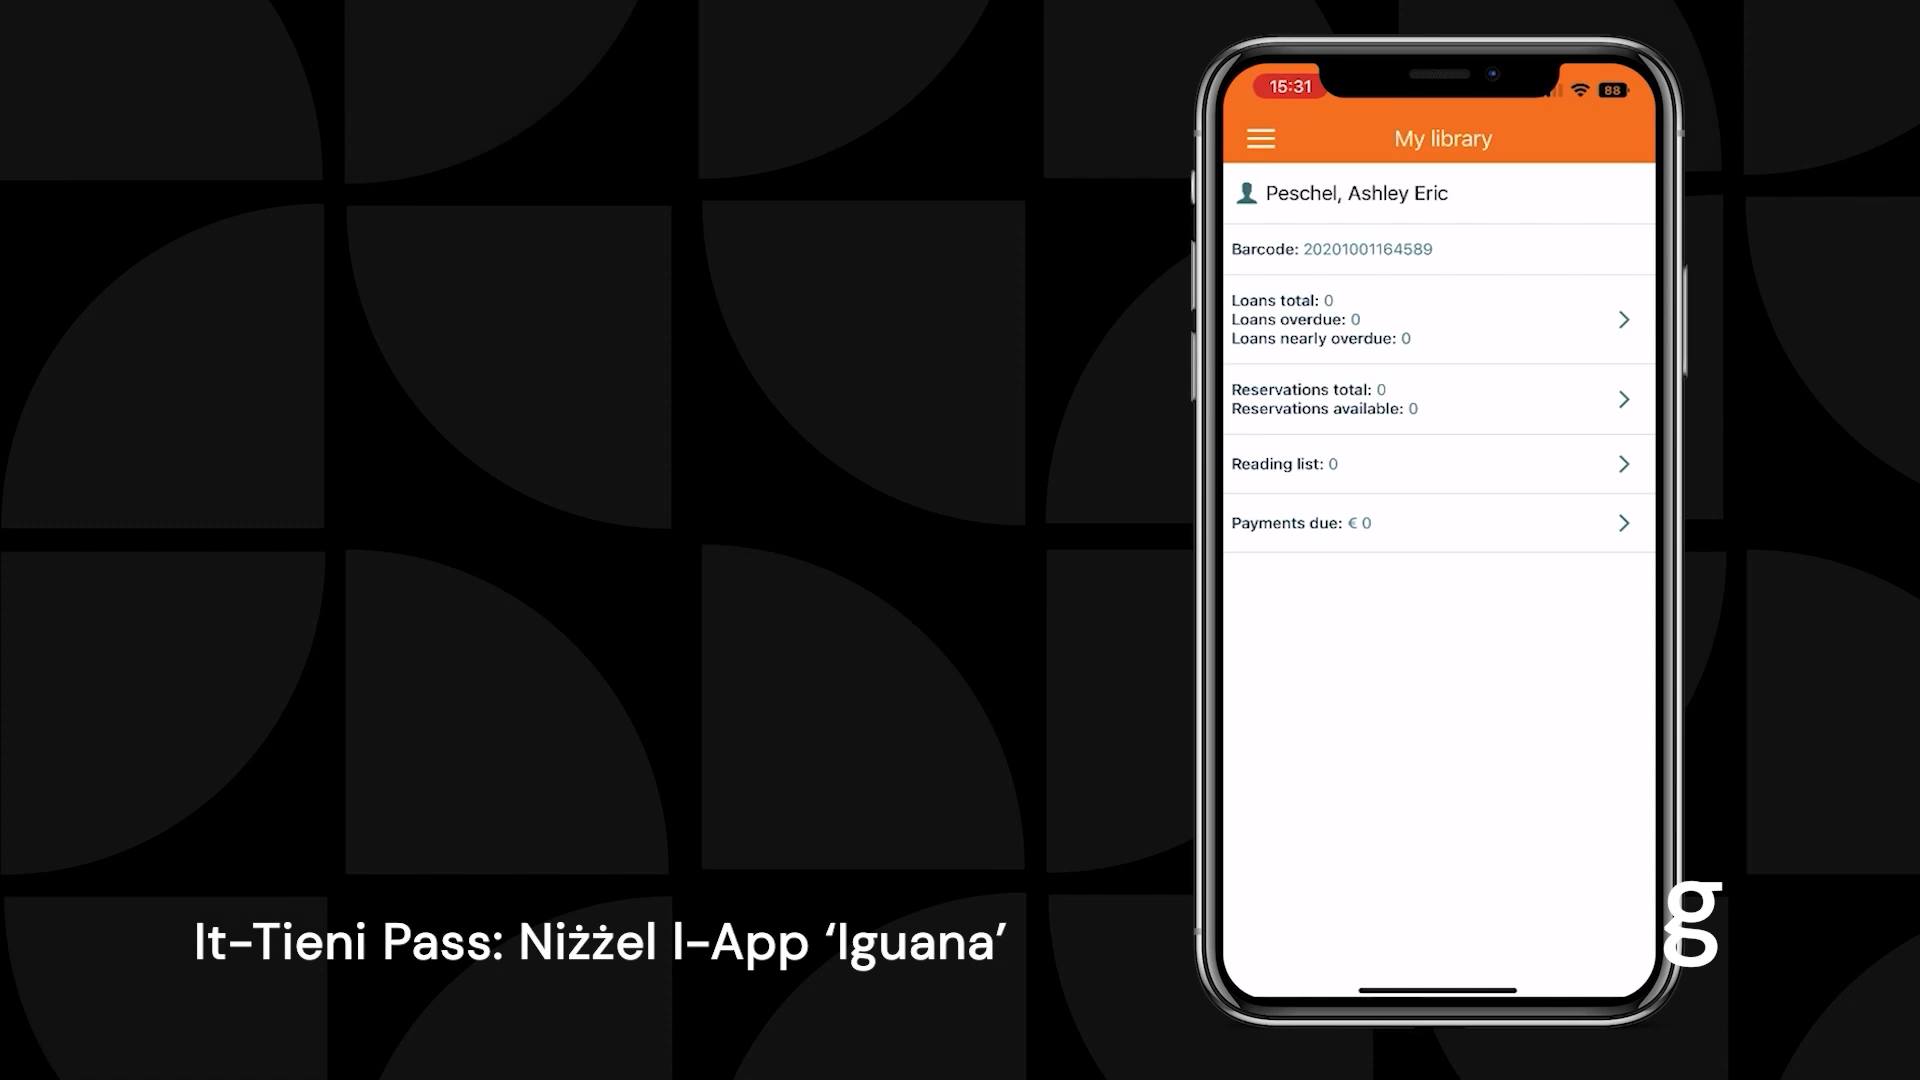 15:31
88
My library
Peschel, Ashley Eric
Barcode: 20201001164589
Loans total: 0
Loans overdue: 0
Loans nearly overdue: 0
Reservations total: 0
Reservations available: 0
Reading list: 0
Payments due: € 0
It-Tieni Pass: Niżżel l-App ‘Iguana’
g